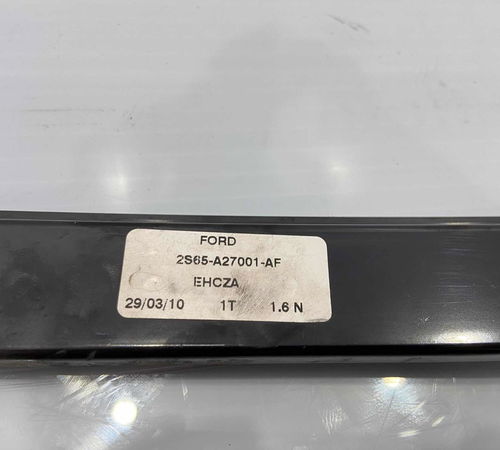 FORD
2S65-A27001-AF
EHCZA
29/03/10 1T 1.6 N